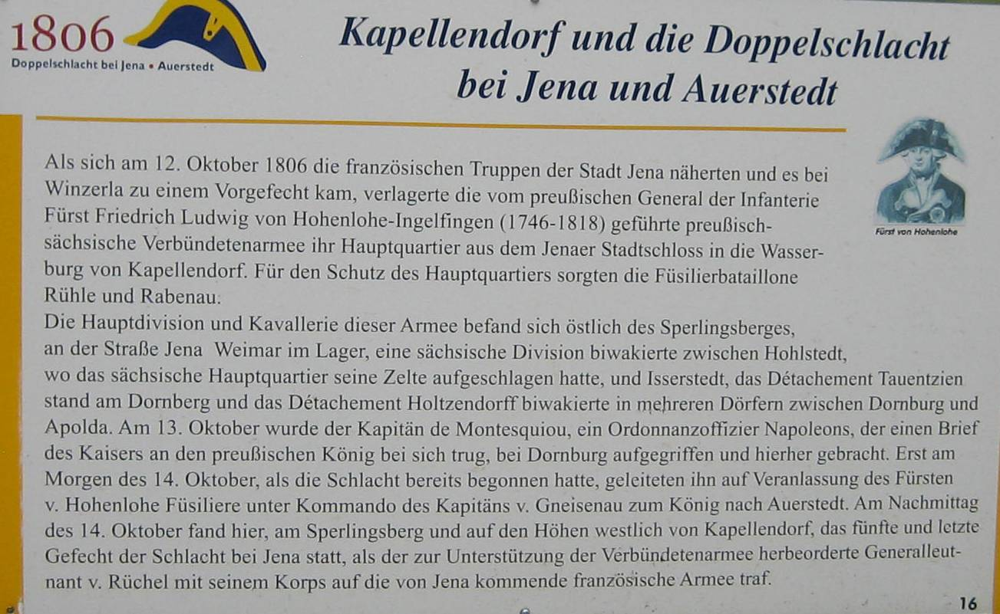 1806
Doppelschlacht bei Jena • Auerstedt
Kapellendorf und die Doppelschlacht
bei Jena und Auerstedt
Als sich am 12. Oktober 1806 die französischen Truppen der Stadt Jena näherten und es bei
Winzerla zu einem Vorgefecht kam, verlagerte die vom preußischen General der Infanterie
Fürst Friedrich Ludwig von Hohenlohe-Ingelfingen (1746-1818) geführte preußisch-
sächsische Verbündetenarmee ihr Hauptquartier aus dem Jenaer Stadtschloss in die Wasser-
burg von Kapellendorf. Für den Schutz des Hauptquartiers sorgten die Füsilierbataillone
Rühle und Rabenau.
Fürst von Hohenlohe
Die Hauptdivision und Kavallerie dieser Armee befand sich östlich des Sperlingsberges,
an der Straße Jena Weimar im Lager, eine sächsische Division biwakierte zwischen Hohlstedt,
wo das sächsische Hauptquartier seine Zelte aufgeschlagen hatte, und Isserstedt, das Détachement Tauentzien
stand am Dornberg und das Détachement Holtzendorff biwakierte in mehreren Dörfern zwischen Dornburg und
Apolda. Am 13. Oktober wurde der Kapitän de Montesquiou, ein Ordonnanzoffizier Napoleons, der einen Brief
des Kaisers an den preußischen König bei sich trug, bei Dornburg aufgegriffen und hierher gebracht. Erst am
Morgen des 14. Oktober, als die Schlacht bereits begonnen hatte, geleiteten ihn auf Veranlassung des Fürsten
v. Hohenlohe Füsiliere unter Kommando des Kapitäns v. Gneisenau zum König nach Auerstedt. Am Nachmittag
des 14. Oktober fand hier, am Sperlingsberg und auf den Höhen westlich von Kapellendorf, das fünfte und letzte
Gefecht der Schlacht bei Jena statt, als der zur Unterstützung der Verbündetenarmee herbeorderte Generalleut-
nant v. Rüchel mit seinem Korps auf die von Jena kommende französische Armee traf.
16